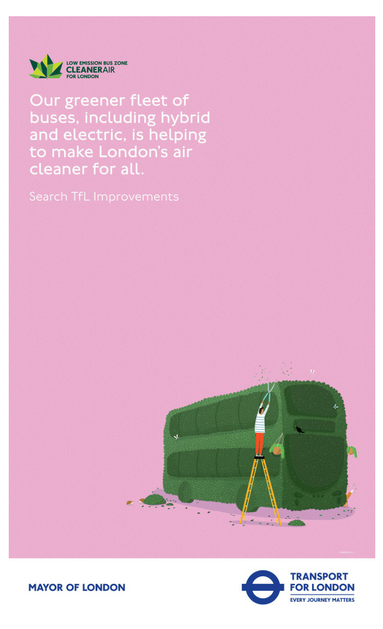 LOW EMISSION BUS ZONE
CLEANERAIR
FOR LONDON
Our greener fleet of
buses, including hybrid
and electric, is helping
to make London's air
cleaner for all.
Search TfL Improvements
MAYOR OF LONDON
TRANSPORT
FOR LONDON
EVERY JOURNEY MATTERS